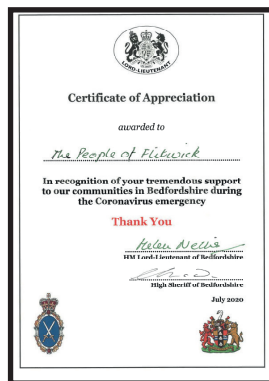 LORD-LIEUTENANT
Certificate of Appreciation
awarded to
The People of Flitwick
In recognition of your tremendous support
to our communities in Bedfordshire during
the Coronavirus emergency
Thank You
Helen Nellis
HM Lord-Lieutenant of Bedfordshire
High Sheriff of Bedfordshire
July 2020